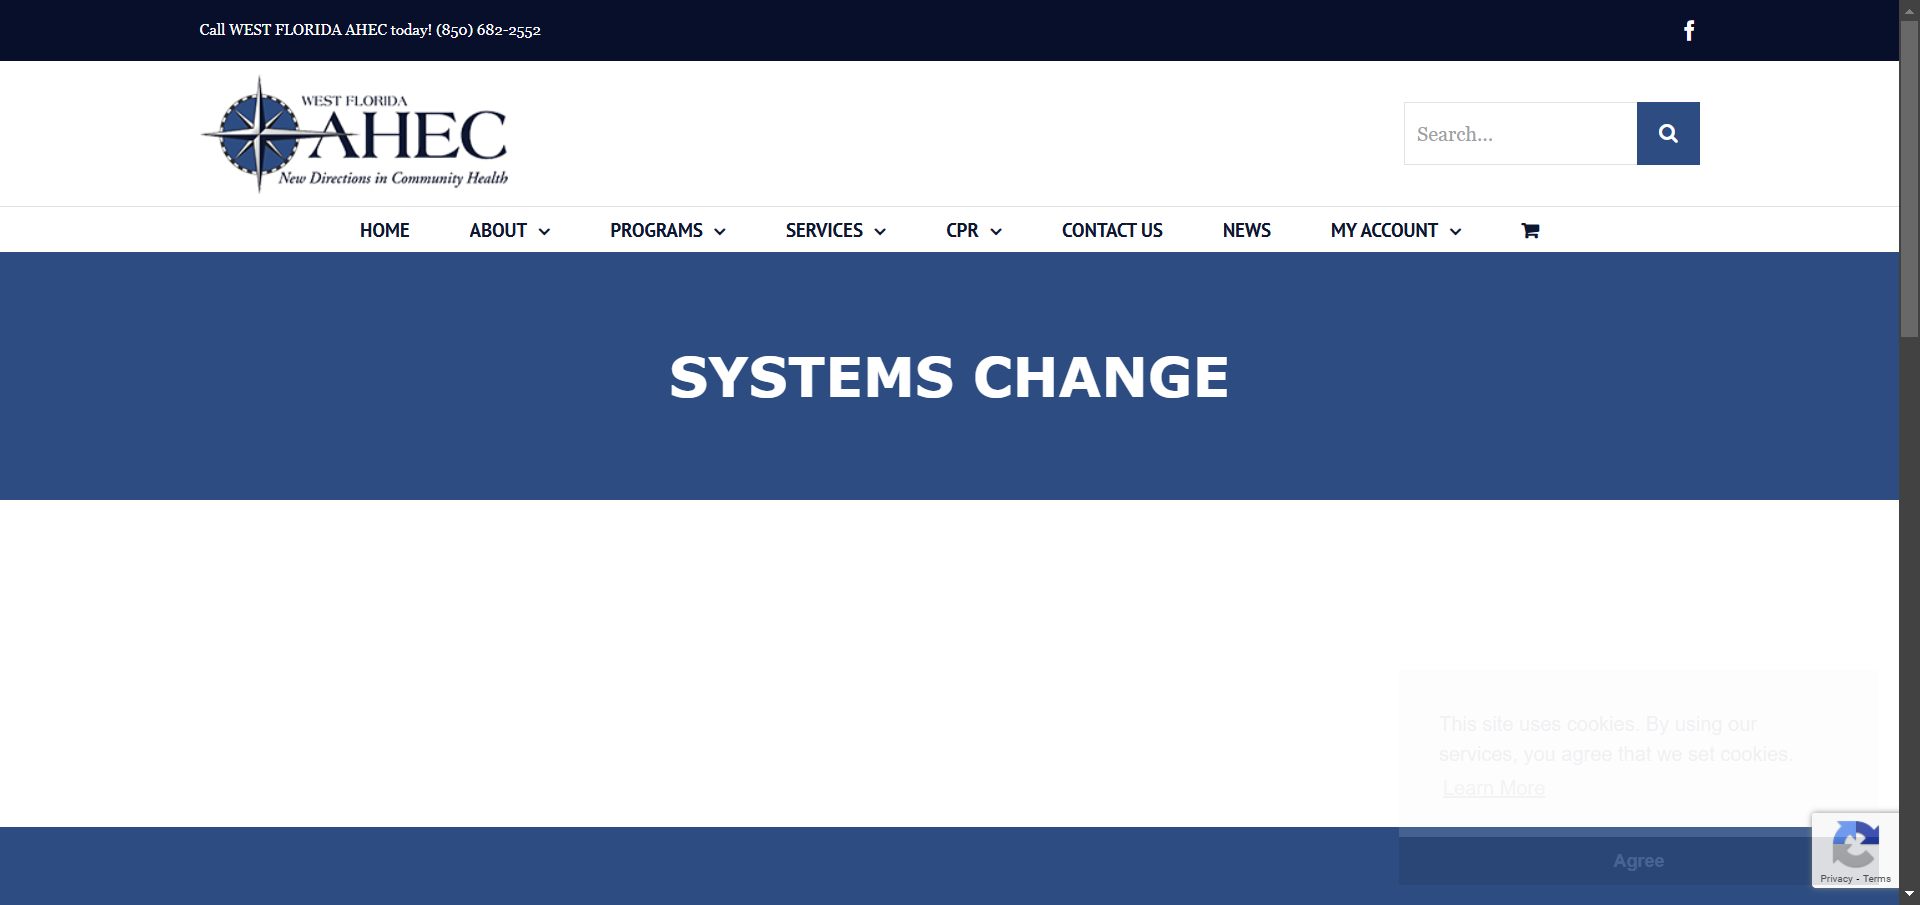 Call WEST FLORIDA AHEC today! (850) 682-2552
WEST FLORIDA
AHEC
New Directions in Community Health
Search...
HOME
ABOUT
PROGRAMS
SERVICES
CPR
CONTACT US
NEWS
MY ACCOUNT
SYSTEMS CHANGE
This site uses cookies. By using our
services, you agree that we set cookies.
Learn More
Agree
Privacy - Terms